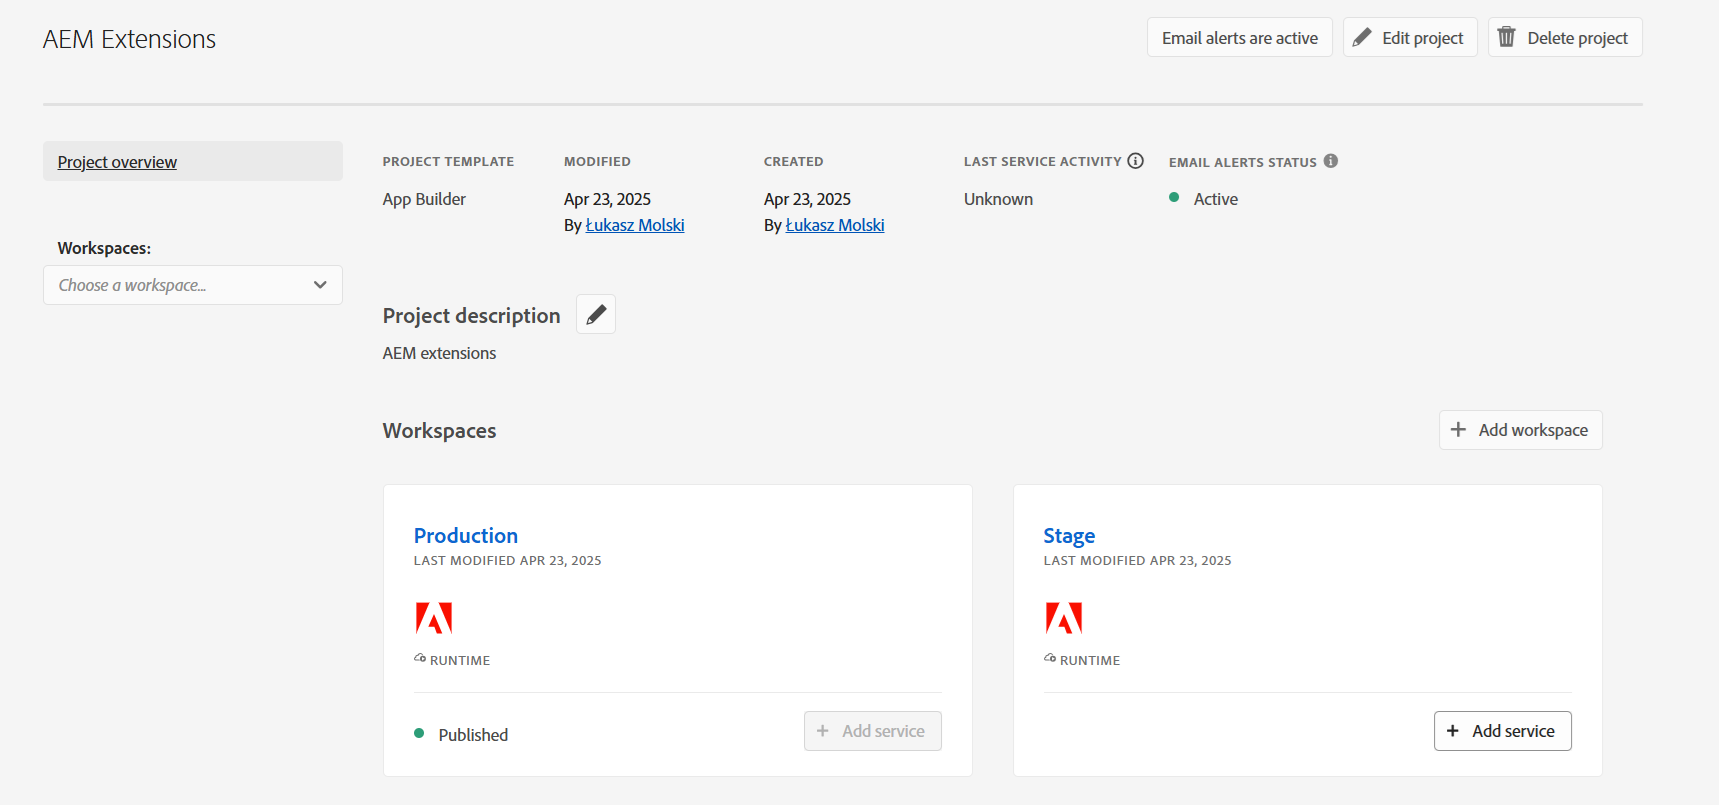 AEM Extensions
Email alerts are active
Edit project
Delete project
Project overview
Workspaces:
Choose a workspace...
PROJECT TEMPLATE
App Builder
MODIFIED
Apr 23, 2025
By Łukasz Molski
CREATED
Apr 23, 2025
By Łukasz Molski
LAST SERVICE ACTIVITY
Unknown
EMAIL ALERTS STATUS
Active
Project description
AEM extensions
Workspaces
Add workspace
Production
LAST MODIFIED APR 23, 2025
RUNTIME
Published
Add service
Stage
LAST MODIFIED APR 23, 2025
RUNTIME
Add service